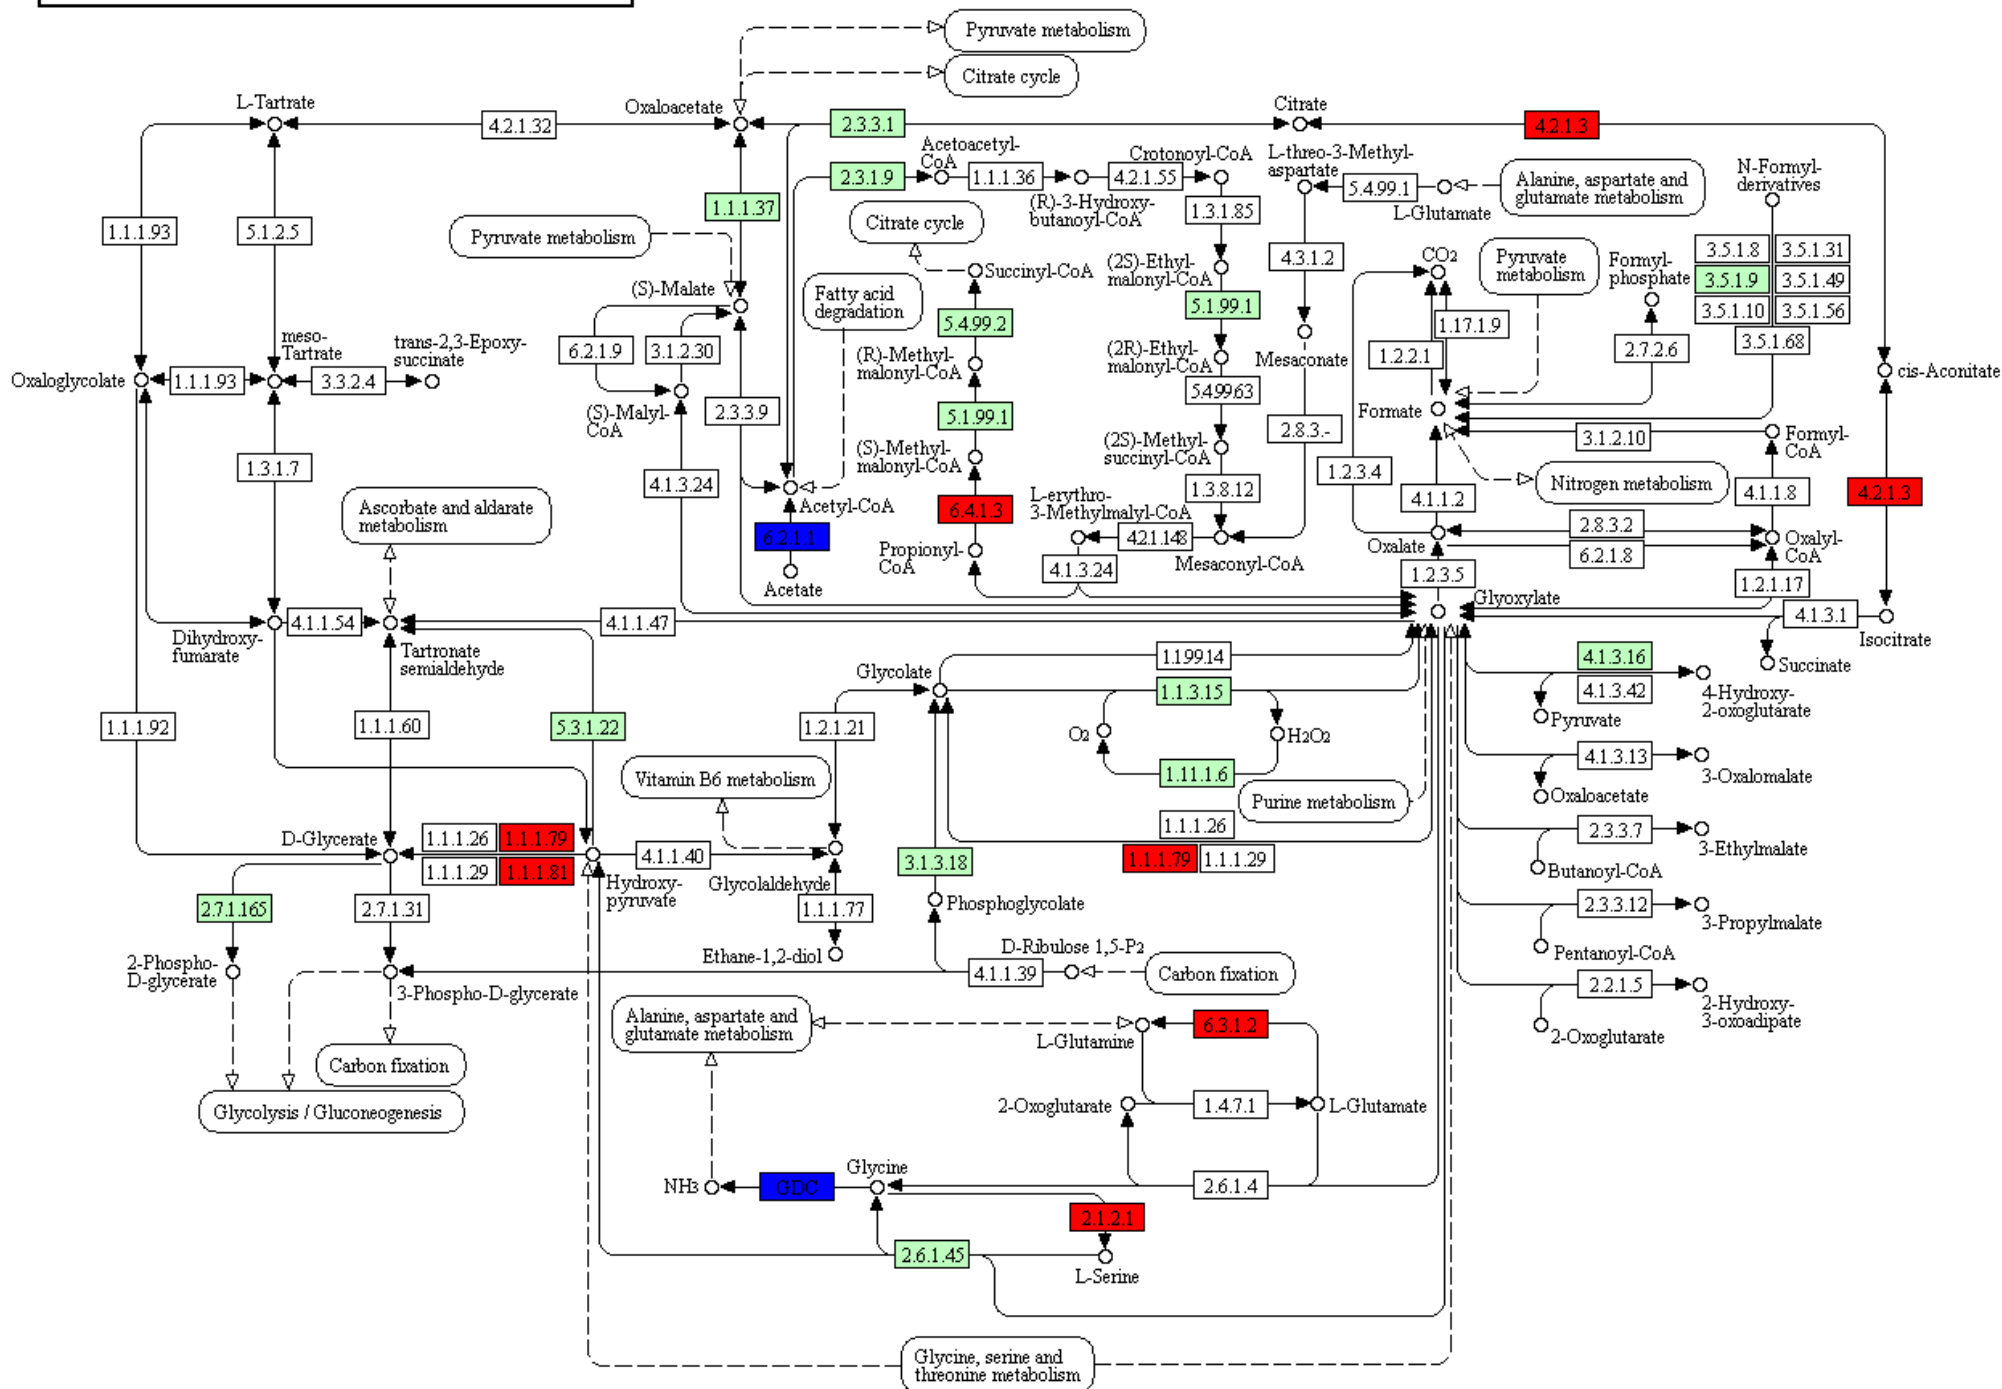 Pyruvate metabolism
Citrate cycle
L-Tartrate
4.2.1.32
Oxaloacetate
2.3.3.1
Citrate
4.2.1.3
2.3.1.9
Acetoacetyl-
CoA
1.1.1.36
Crotonoyl-CoA
4.2.1.55
(R)-3-Hydroxy-
butanoyl-CoA
L-threo-3-Methyl-
aspartate
5.4.99.1
L-Glutamate
Alanine, aspartate and
glutamate metabolism
N-Formyl-
derivatives
1.1.1.93
5.1.2.5
1.1.1.37
Pyruvate metabolism
Citrate cycle
1.3.1.85
4.3.1.2
CO2
Pyruvate
metabolism
Formyl-
phosphate
3.5.1.8
3.5.1.31
3.5.1.9
3.5.1.49
3.5.1.10
3.5.1.56
3.5.1.68
(S)-Malate
Fatty acid
degradation
Succinyl-CoA
(2S)-Ethyl-
malonyl-CoA
5.4.99.2
5.1.99.1
1.17.1.9
1.2.2.1
2.7.2.6
meso-
Tartrate
trans-2,3-Epoxy-
succinate
6.2.1.9
3.1.2.30
(R)-Methyl-
malonyl-CoA
(2R)-Ethyl-
malonyl-CoA
Mesaconate
Oxaloglycolate
1.1.1.93
3.3.2.4
cis-Aconitate
(S)-Malyl-
CoA
2.3.3.9
5.1.99.1
5.4.99.63
2.8.3.-
Formate
3.1.2.10
Formyl-
CoA
1.3.1.7
4.1.3.24
(S)-Methyl-
malonyl-CoA
(2S)-Methyl-
succinyl-CoA
1.2.3.4
Nitrogen metabolism
Ascorbate and aldarate
metabolism
Acetyl-CoA
6.2.1.1
6.4.1.3
L-erythro-
3-Methylmalyl-CoA
1.3.8.12
4.1.1.2
4.1.1.8
4.2.1.3
Acetate
Propionyl-
CoA
4.2.1.148
4.1.3.24
Mesaconyl-CoA
Oxalate
2.8.3.2
6.2.1.8
Oxalyl-
CoA
1.2.3.5
1.2.1.17
Glyoxylate
4.1.3.1
Isocitrate
Dihydroxy-
fumarate
4.1.1.54
Tartronate
semialdehyde
4.1.1.47
Succinate
Glycolate
1.1.99.14
4.1.3.16
4.1.3.42
4-Hydroxy-
2-oxoglutarate
Pyruvate
1.1.1.92
1.1.1.60
5.3.1.22
1.2.1.21
1.1.3.15
O2
H2O2
1.11.1.6
4.1.3.13
3-Oxalomalate
Oxaloacetate
Vitamin B6 metabolism
Purine metabolism
D-Glycerate
1.1.1.26
1.1.1.79
1.1.1.29
1.1.1.81
Hydroxy-
pyruvate
4.1.1.40
Glycolaldehyde
3.1.3.18
1.1.1.26
1.1.1.79
1.1.1.29
2.3.3.7
3-Ethylmalate
Butanoyl-CoA
2.7.1.165
2.7.1.31
1.1.1.77
Phosphoglycolate
2.3.3.12
3-Propylmalate
Pentanoyl-CoA
2-Phospho-
D-glycerate
3-Phospho-D-glycerate
Ethane-1,2-diol
D-Ribulose 1,5-P2
4.1.1.39
Carbon fixation
2.2.1.5
2-Hydroxy-
3-oxoadipate
2-Oxoglutarate
Carbon fixation
Glycolysis / Gluconeogenesis
Alanine, aspartate and
glutamate metabolism
L-Glutamine
6.3.1.2
2-Oxoglutarate
1.4.7.1
L-Glutamate
NH3
GDC
Glycine
2.6.1.4
2.1.2.1
2.6.1.45
L-Serine
Glycine, serine and
threonine metabolism